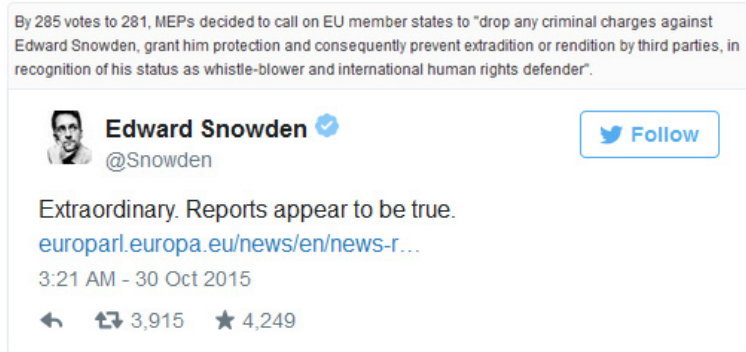 By 285 votes to 281, MEPs decided to call on EU member states to "drop any criminal charges against
Edward Snowden, grant him protection and consequently prevent extradition or rendition by third parties, in
recognition of his status as whistle-blower and international human rights defender".
Edward Snowden
@Snowden
Follow
Extraordinary. Reports appear to be true.
europarl.europa.eu/news/en/news-r…
3:21 AM - 30 Oct 2015
3,915 4,249